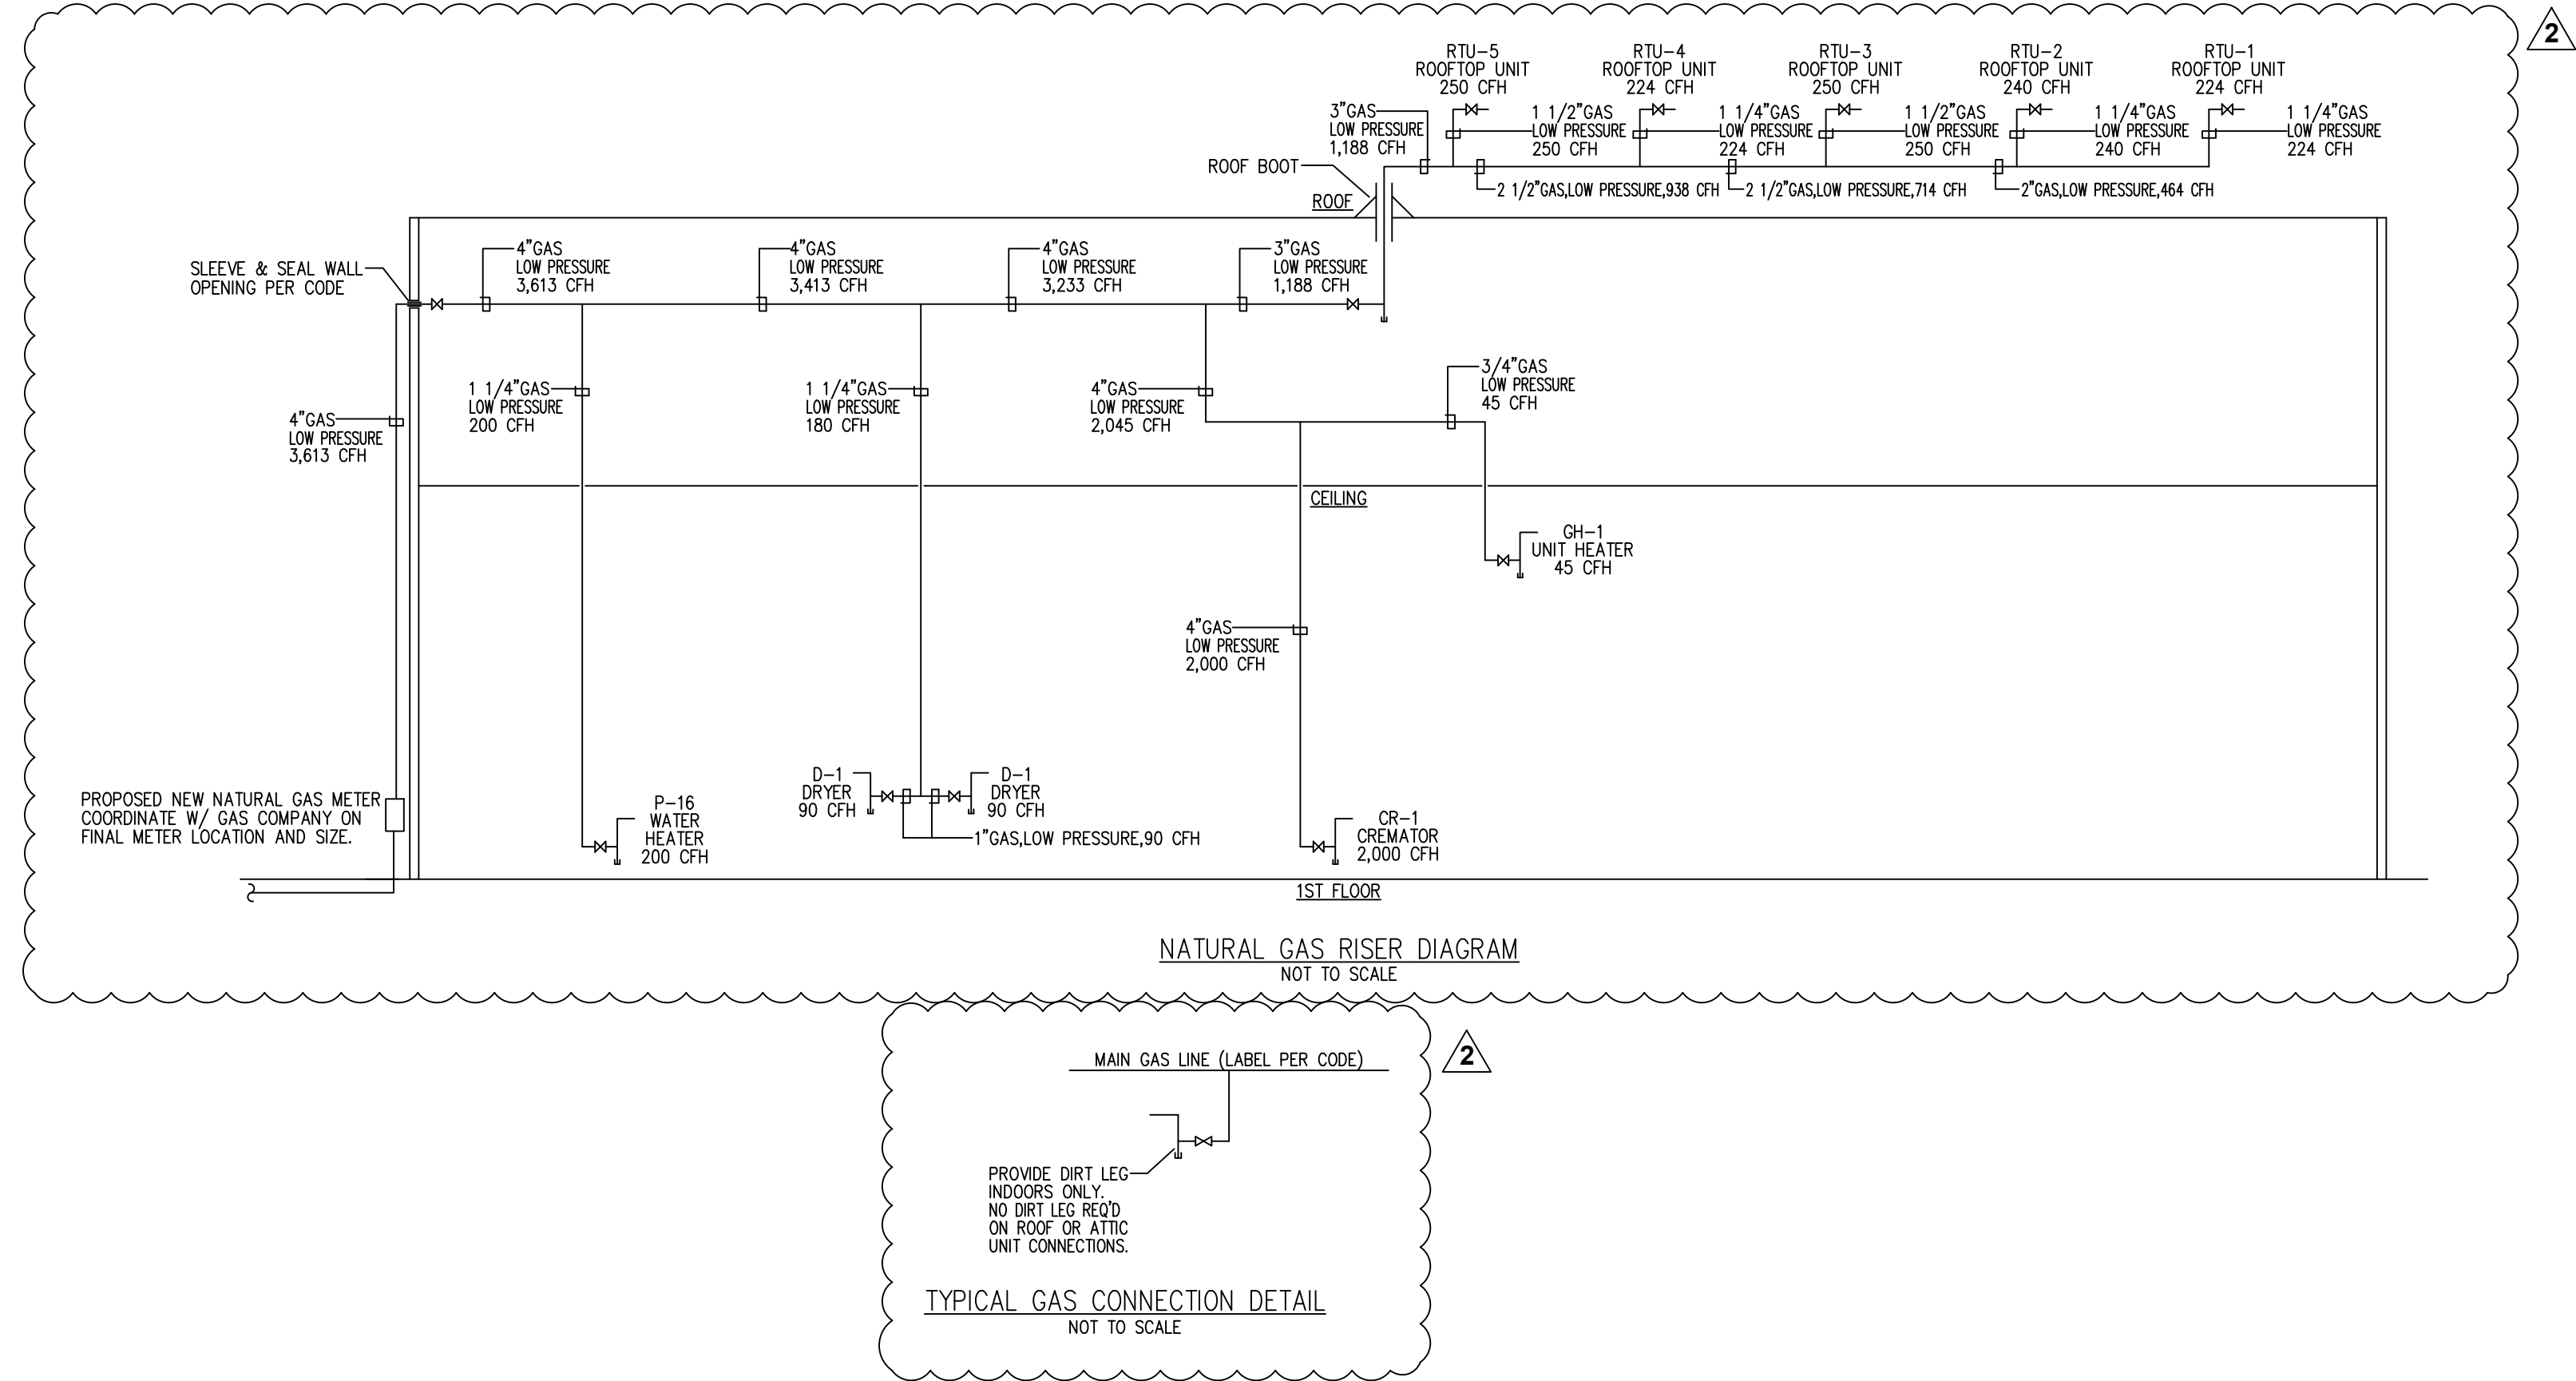 2
RTU-5
ROOFTOP UNIT
250 CFH
RTU-4
ROOFTOP UNIT
224 CFH
RTU-3
ROOFTOP UNIT
250 CFH
RTU-2
ROOFTOP UNIT
240 CFH
RTU-1
ROOFTOP UNIT
224 CFH
3"GAS
LOW PRESSURE
1,188 CFH
1 1/2"GAS
LOW PRESSURE
250 CFH
1 1/4"GAS
LOW PRESSURE
224 CFH
1 1/2"GAS
LOW PRESSURE
250 CFH
1 1/4"GAS
LOW PRESSURE
240 CFH
1 1/4"GAS
LOW PRESSURE
224 CFH
ROOF BOOT
2 1/2"GAS,LOW PRESSURE,938 CFH
2 1/2"GAS,LOW PRESSURE,714 CFH
2"GAS,LOW PRESSURE,464 CFH
ROOF
SLEEVE & SEAL WALL
OPENING PER CODE
4"GAS
LOW PRESSURE
3,613 CFH
4"GAS
LOW PRESSURE
3,413 CFH
4"GAS
LOW PRESSURE
3,233 CFH
3"GAS
LOW PRESSURE
1,188 CFH
4"GAS
LOW PRESSURE
3,613 CFH
1 1/4"GAS
LOW PRESSURE
200 CFH
1 1/4"GAS
LOW PRESSURE
180 CFH
4"GAS
LOW PRESSURE
2,045 CFH
3/4"GAS
LOW PRESSURE
45 CFH
CEILING
GH-1
UNIT HEATER
45 CFH
4"GAS
LOW PRESSURE
2,000 CFH
PROPOSED NEW NATURAL GAS METER
COORDINATE W/ GAS COMPANY ON
FINAL METER LOCATION AND SIZE.
P-16
WATER
HEATER
200 CFH
D-1
DRYER
90 CFH
D-1
DRYER
90 CFH
1"GAS,LOW PRESSURE,90 CFH
CR-1
CREMATOR
2,000 CFH
1ST FLOOR
NATURAL GAS RISER DIAGRAM
NOT TO SCALE
2
MAIN GAS LINE (LABEL PER CODE)
PROVIDE DIRT LEG
INDOORS ONLY.
NO DIRT LEG REQ'D
ON ROOF OR ATTIC
UNIT CONNECTIONS.
TYPICAL GAS CONNECTION DETAIL
NOT TO SCALE